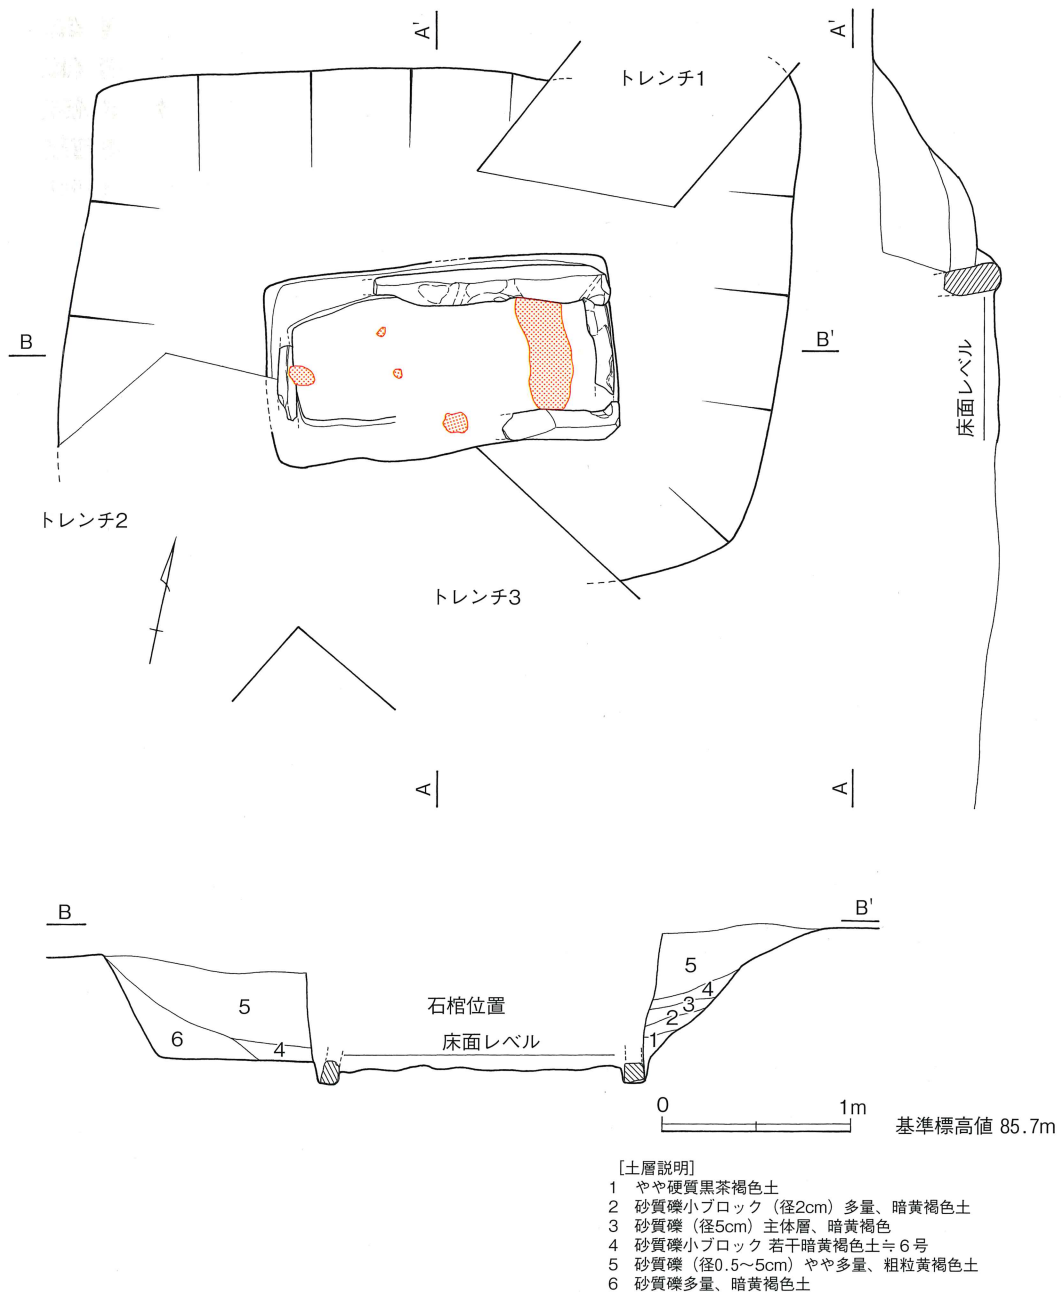 A'
A'
トレンチ1
B
B'
床面レベル
トレンチ2
トレンチ3
A
A
B
B'
5
5
4
3
2
1
6
4
石棺位置
床面レベル
0
1m
基準標高値 85.7m
[土層説明]
1 やや硬質黒茶褐色土
2 砂質礫小ブロック（径2cm）多量、暗黄褐色土
3 砂質礫（径5cm）主体層、暗黄褐色
4 砂質礫小ブロック 若干暗黄褐色土≒６号
5 砂質礫（径0.5～5cm）やや多量、粗粒黄褐色土
6 砂質礫多量、暗黄褐色土